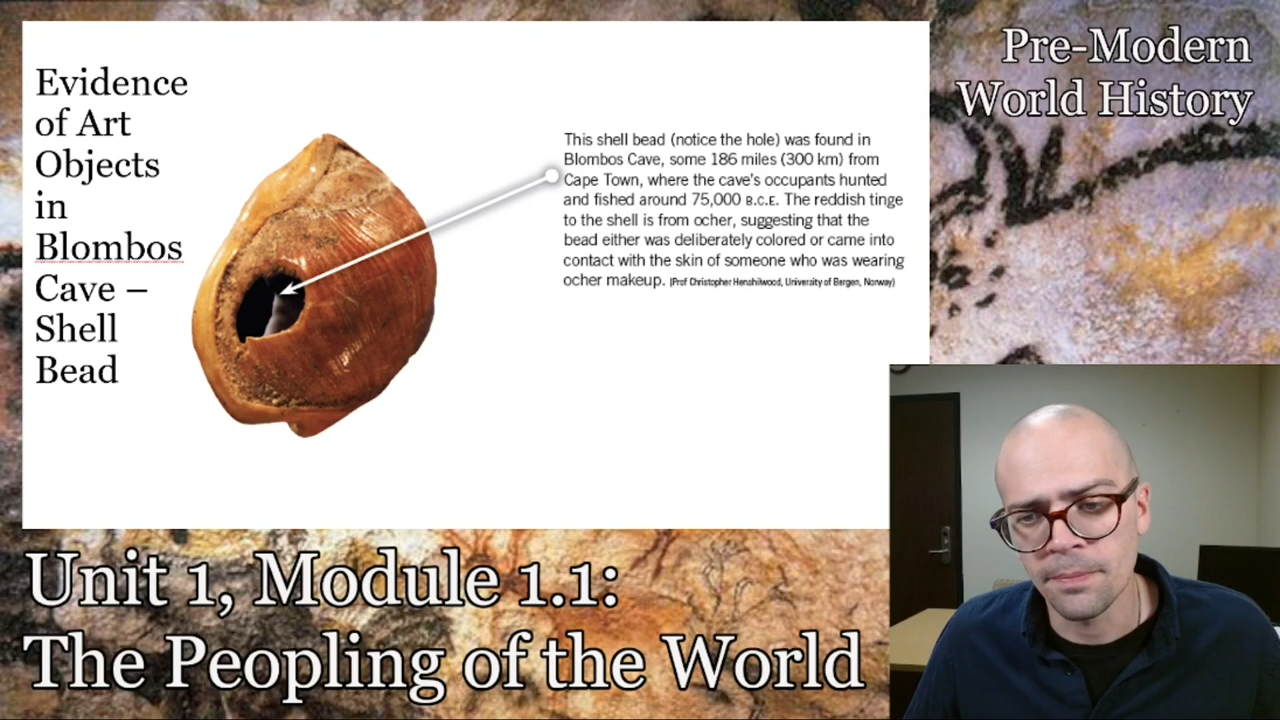 Evidence
of Art
Objects
in
Blombos
Cave –
Shell
Bead
This shell bead (notice the hole) was found in
Blombos Cave, some 186 miles (300 km) from
Cape Town, where the cave's occupants hunted
and fished around 75,000 B.C.E. The reddish tinge
to the shell is from ocher, suggesting that the
bead either was deliberately colored or came into
contact with the skin of someone who was wearing
ocher makeup. (Prof Christopher Henshilwood, University of Bergen, Norway)
Pre-Modern
World History
Unit 1, Module 1.1:
The Peopling of the World